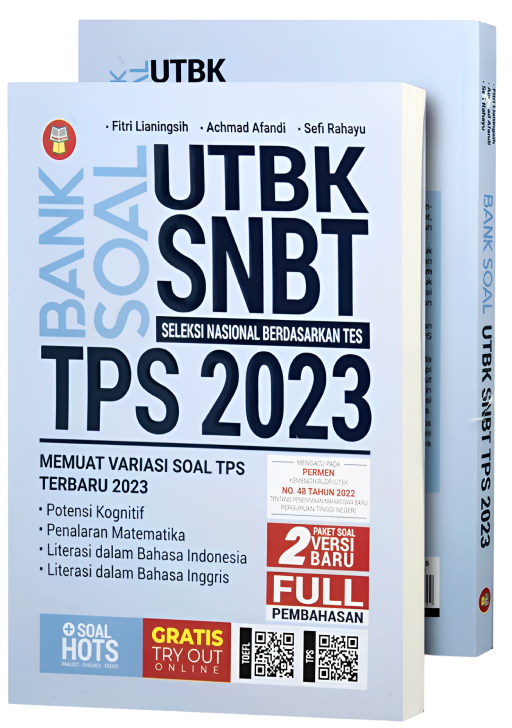 UTBK
· Fitri Lianingsih · Achmad Afandi · Sefi Rahayu
BANK
SOAL
UTBK
SNBT
SELEKSI NASIONAL BERDASARKAN TES
TPS 2023
MEMUAT VARIASI SOAL TPS
TERBARU 2023
• Potensi Kognitif
• Penalaran Matematika
• Literasi dalam Bahasa Indonesia
• Literasi dalam Bahasa Inggris
MENGACU PADA
PERMEN
KEMENDIKBUDRISTEK
NO. 48 TAHUN 2022
TENTANG PENERIMAAN MAHASISWA BARU
PERGURUAN TINGGI NEGERI
2 PAKET SOAL
VERSI
BARU
FULL
PEMBAHASAN
+ SOAL
HOTS
GRATIS
TRY OUT
ONLINE
TOEFL
TPS
BANK SOAL UTBK SNBT TPS 2023